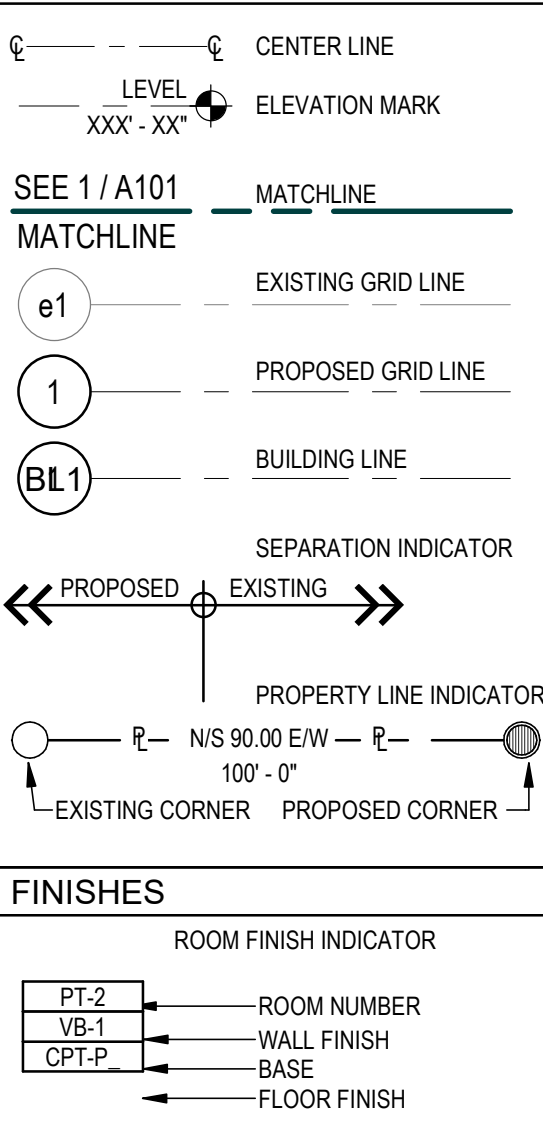 ℄ ℄ CENTER LINE
LEVEL
XXX' - XX" ELEVATION MARK
SEE 1 / A101 MATCHLINE
MATCHLINE
e1 EXISTING GRID LINE
1 PROPOSED GRID LINE
BUILDING LINE
SEPARATION INDICATOR
PROPOSED EXISTING
PROPERTY LINE INDICATOR
⅊ N/S 90.00 E/W ⅊
100' - 0"
EXISTING CORNER PROPOSED CORNER
FINISHES
ROOM FINISH INDICATOR
PT-2 ROOM NUMBER
VB-1 WALL FINISH
CPT-P_ BASE
FLOOR FINISH